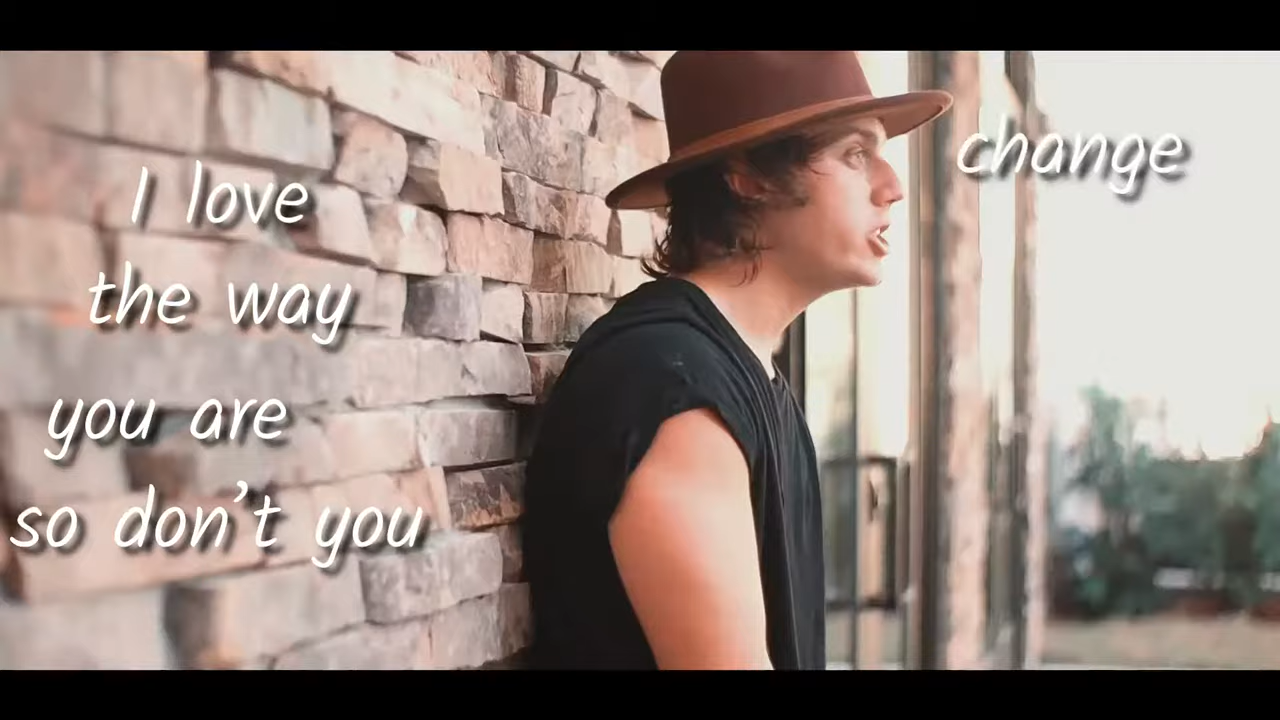 I love
the way
you are
so don't you
change